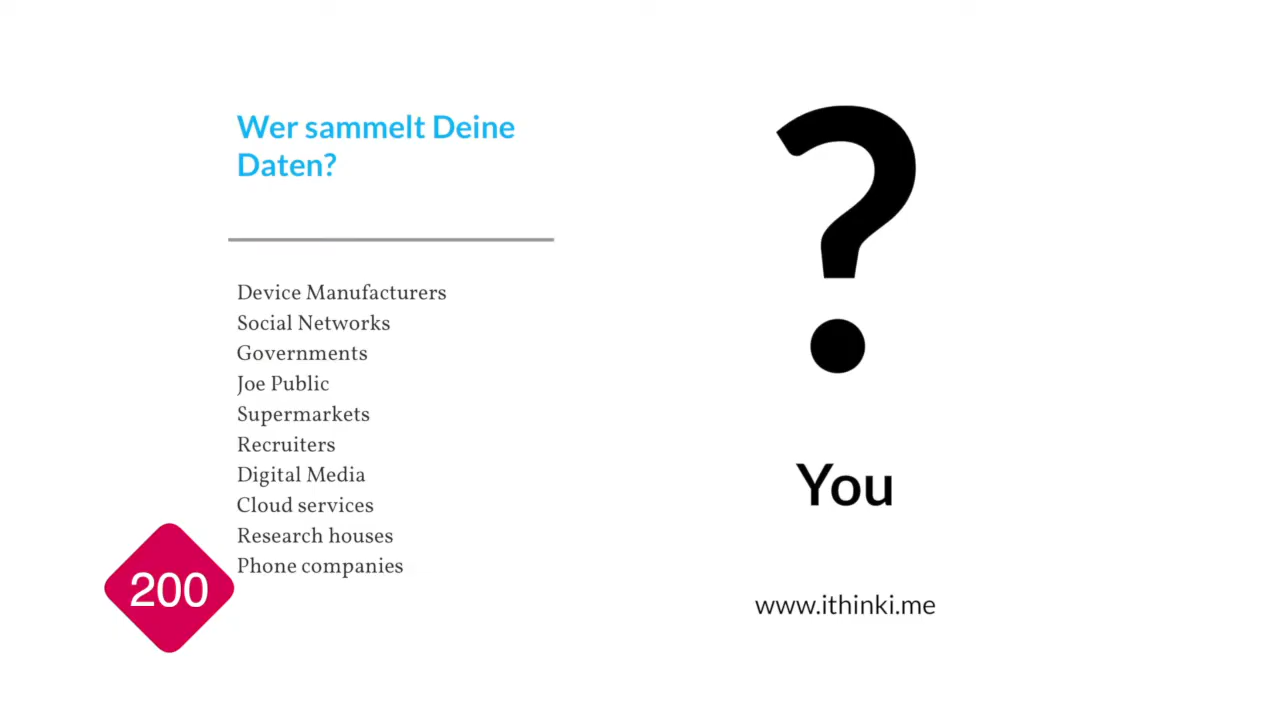 Wer sammelt Deine
Daten?
Device Manufacturers
Social Networks
Governments
Joe Public
Supermarkets
Recruiters
Digital Media
Cloud services
Research houses
Phone companies
200
?
You
www.ithinki.me